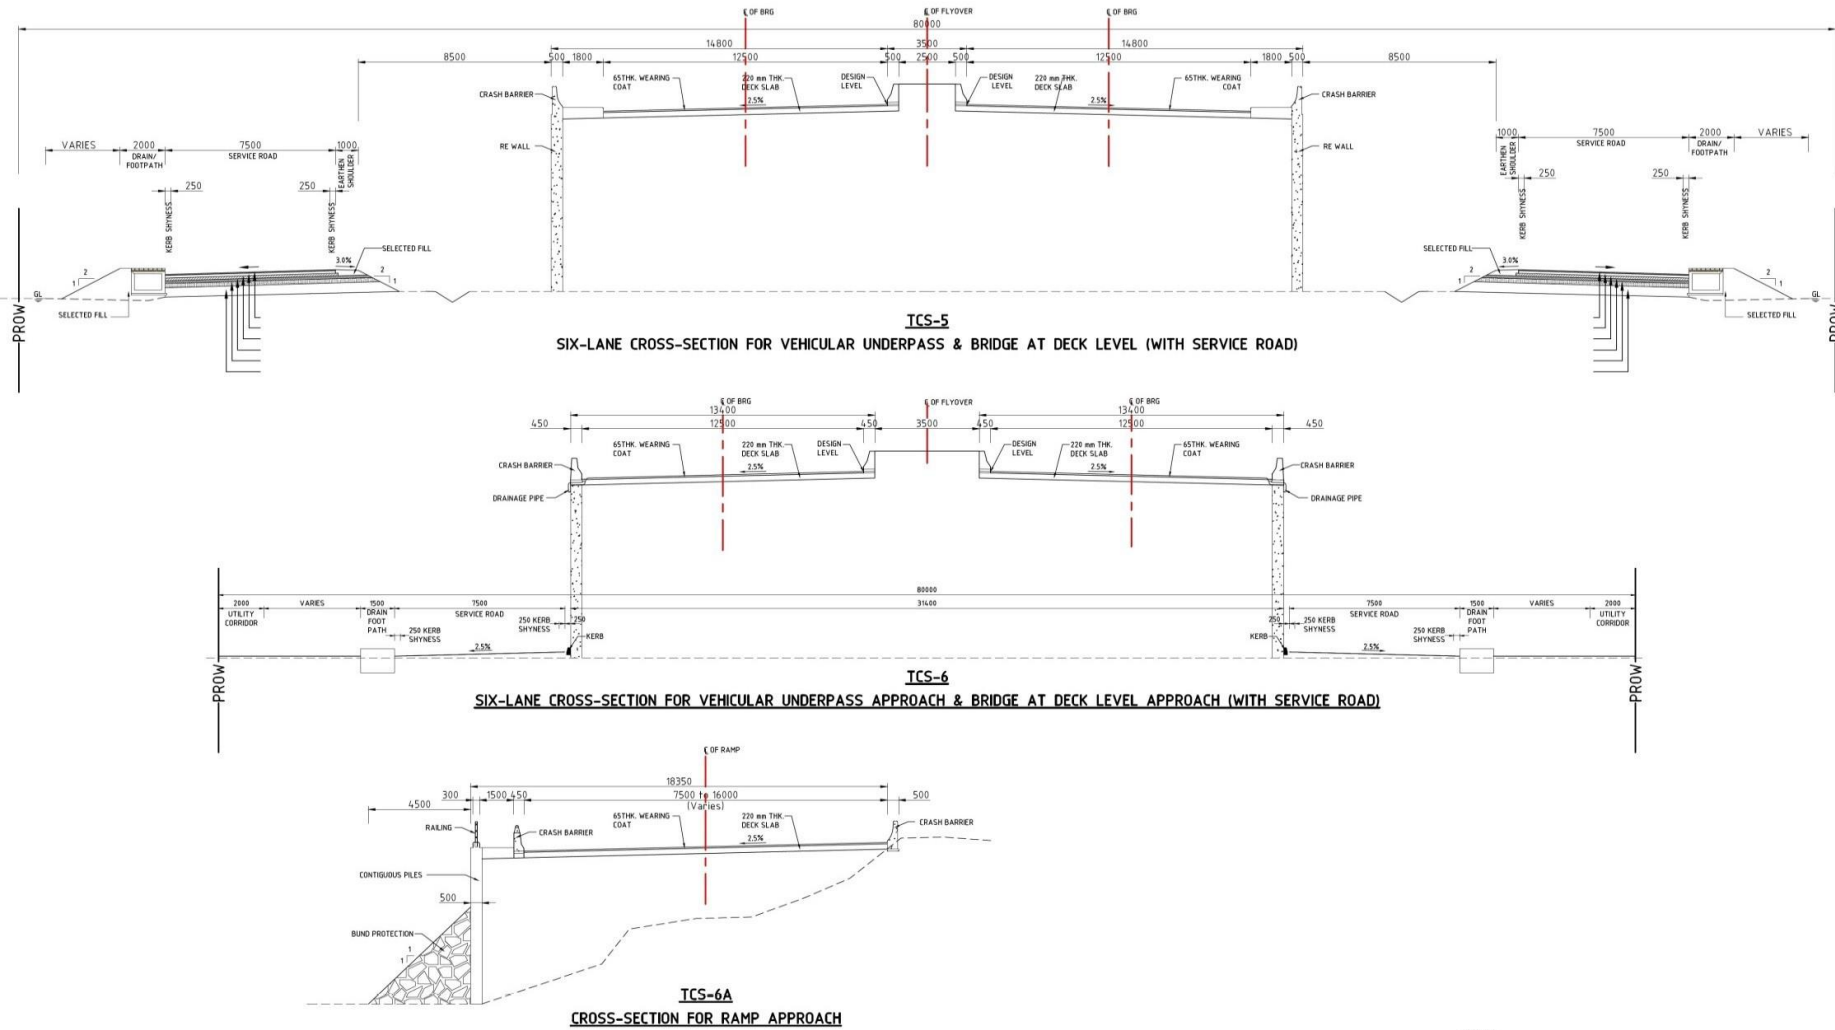 ℄ OF BRG
℄ OF FLYOVER
℄ OF BRG
80000
14800
3500
14800
8500
500
1800
12500
500
2500
500
12500
1800
500
8500
65THK. WEARING
COAT
220 mm THK.
DECK SLAB
DESIGN
LEVEL
DESIGN
LEVEL
220 mm THK.
DECK SLAB
65THK. WEARING
COAT
CRASH BARRIER
2.5%
2.5%
CRASH BARRIER
RE WALL
RE WALL
VARIES
2000
DRAIN/
FOOTPATH
7500
SERVICE ROAD
1000
EARTHEN
SHOULDER
1000
EARTHEN
SHOULDER
7500
SERVICE ROAD
2000
DRAIN/
FOOTPATH
VARIES
250
250
250
250
KERB SHYNESS
KERB SHYNESS
KERB SHYNESS
KERB SHYNESS
SELECTED FILL
3.0%
SELECTED FILL
3.0%
2
1
2
1
2
1
2
1
GL
GL
SELECTED FILL
SELECTED FILL
PROW
PROW
TCS-5
SIX-LANE CROSS-SECTION FOR VEHICULAR UNDERPASS & BRIDGE AT DECK LEVEL (WITH SERVICE ROAD)
℄ OF BRG
℄ OF FLYOVER
℄ OF BRG
13400
13400
450
12500
450
3500
450
12500
450
65THK. WEARING
COAT
220 mm THK.
DECK SLAB
DESIGN
LEVEL
DESIGN
LEVEL
220 mm THK.
DECK SLAB
65THK. WEARING
COAT
CRASH BARRIER
2.5%
2.5%
CRASH BARRIER
DRAINAGE PIPE
DRAINAGE PIPE
80000
31400
2000
UTILITY
CORRIDOR
VARIES
1500
DRAIN
FOOT
PATH
7500
SERVICE ROAD
7500
SERVICE ROAD
1500
DRAIN
FOOT
PATH
VARIES
2000
UTILITY
CORRIDOR
250 KERB
SHYNESS
250 KERB
SHYNESS
250
250
250 KERB
SHYNESS
250 KERB
SHYNESS
KERB
KERB
2.5%
2.5%
PROW
PROW
TCS-6
SIX-LANE CROSS-SECTION FOR VEHICULAR UNDERPASS APPROACH & BRIDGE AT DECK LEVEL APPROACH (WITH SERVICE ROAD)
℄ OF RAMP
18350
4500
300
1500
450
7500 to 16000
(Varies)
500
65THK. WEARING
COAT
220 mm THK.
DECK SLAB
RAILING
CRASH BARRIER
CRASH BARRIER
2.5%
CONTIGUOUS PILES
500
BUND PROTECTION
1
1
TCS-6A
CROSS-SECTION FOR RAMP APPROACH